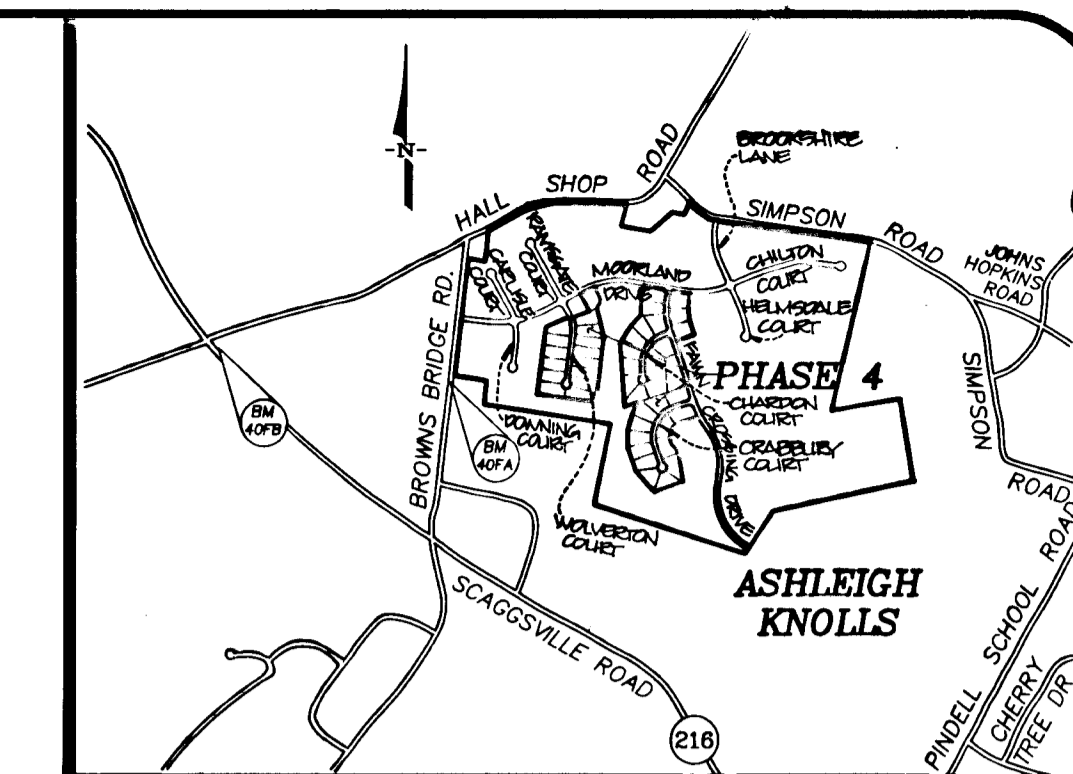 -N-
HALL SHOP ROAD
BROOKSHIRE
LANE
SIMPSON ROAD
JOHNS
HOPKINS
ROAD
RAMSGATE
COURT
CARLISLE
COURT
MOORLAND
DRIVE
CHILTON
COURT
HELMSDALE
COURT
BROWNS BRIDGE RD.
PHASE 4
FAWN CROSSING DRIVE
CHARDON
COURT
CRABBURY
COURT
SIMPSON
ROAD
BM
40FB
BM
40FA
DOWNING
COURT
WOLVERTON
COURT
ASHLEIGH
KNOLLS
SCAGGSVILLE ROAD
216
PINDELL SCHOOL ROAD
CHERRY
TREE DR